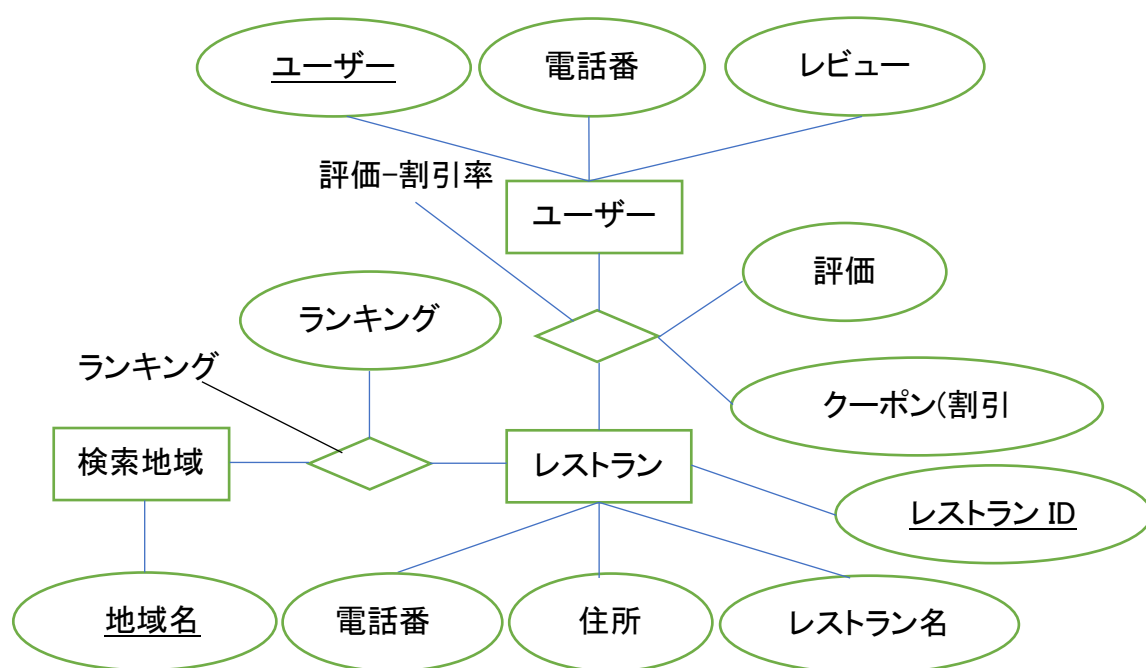 ユーザー
電話番
レビュー
評価-割引率
ユーザー
評価
ランキング
ランキング
クーポン(割引
検索地域
レストラン
レストラン ID
地域名
電話番
住所
レストラン名